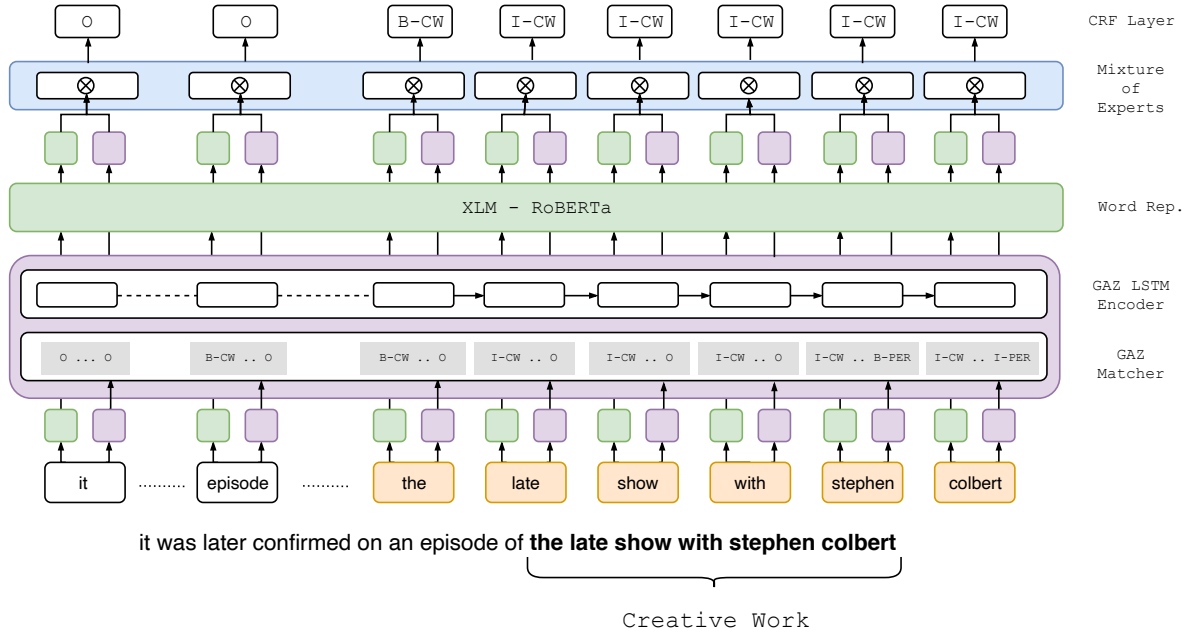 O O B-CW I-CW I-CW I-CW I-CW I-CW CRF Layer
Mixture
of
Experts
XLM - RoBERTa Word Rep.
GAZ LSTM
Encoder
O ... O B-CW .. O B-CW .. O I-CW .. O I-CW .. O I-CW .. O I-CW .. B-PER I-CW .. I-PER GAZ
Matcher
it .......... episode .......... the late show with stephen colbert
it was later confirmed on an episode of the late show with stephen colbert
Creative Work